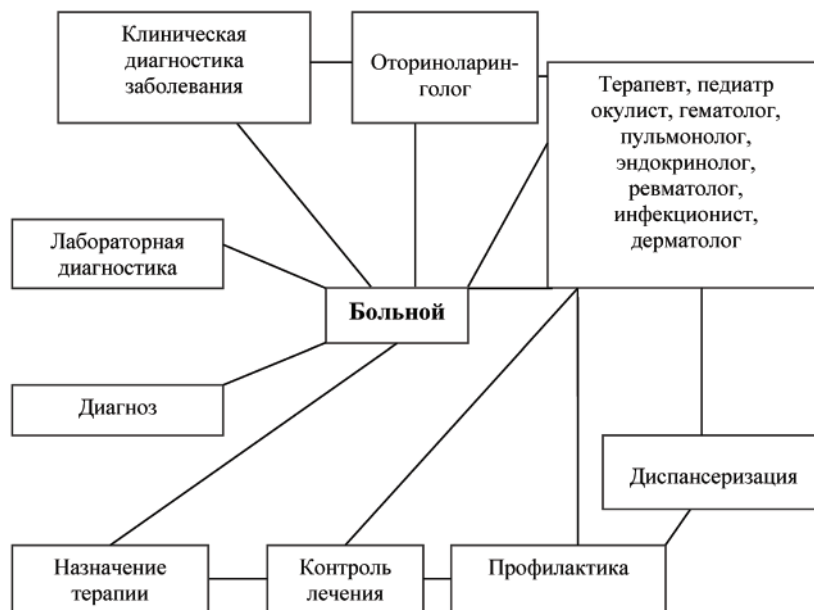 Клиническая
диагностика
заболевания
Оториноларин-
голог
Терапевт, педиатр
окулист, гематолог,
пульмонолог,
эндокринолог,
ревматолог,
инфекционист,
дерматолог
Лабораторная
диагностика
Больной
Диагноз
Диспансеризация
Назначение
терапии
Контроль
лечения
Профилактика